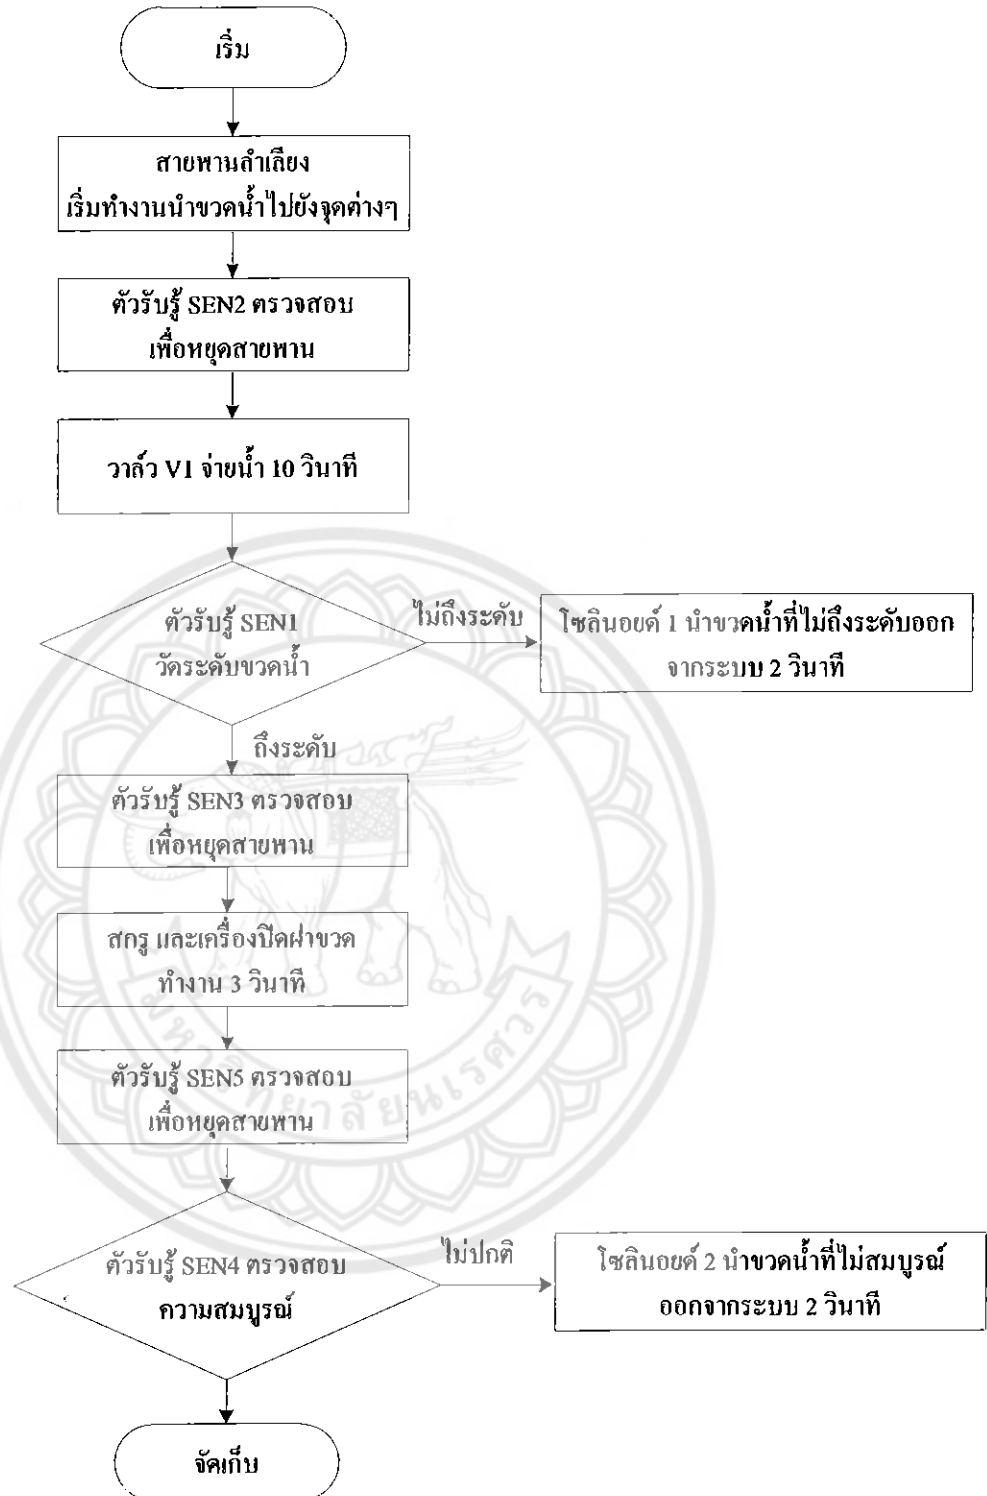 เริ่ม
สายพานลำเลียง
เริ่มทำงานนำขวดน้ำไปยังจุดต่างๆ
ตัวรับรู้ SEN2 ตรวจสอบ
เพื่อหยุดสายพาน
วาล์ว V1 จ่ายน้ำ 10 วินาที
ตัวรับรู้ SEN1
วัดระดับขวดน้ำ
ไม่ถึงระดับ
โซลินอยด์ 1 นำขวดน้ำที่ไม่ถึงระดับออก
จากระบบ 2 วินาที
ถึงระดับ
ตัวรับรู้ SEN3 ตรวจสอบ
เพื่อหยุดสายพาน
สกรู และเครื่องปิดฝาขวด
ทำงาน 3 วินาที
ตัวรับรู้ SEN5 ตรวจสอบ
เพื่อหยุดสายพาน
มหาวิทยาลัยนเรศวร
ตัวรับรู้ SEN4 ตรวจสอบ
ความสมบูรณ์
ไม่ปกติ
โซลินอยด์ 2 นำขวดน้ำที่ไม่สมบูรณ์
ออกจากระบบ 2 วินาที
จัดเก็บ